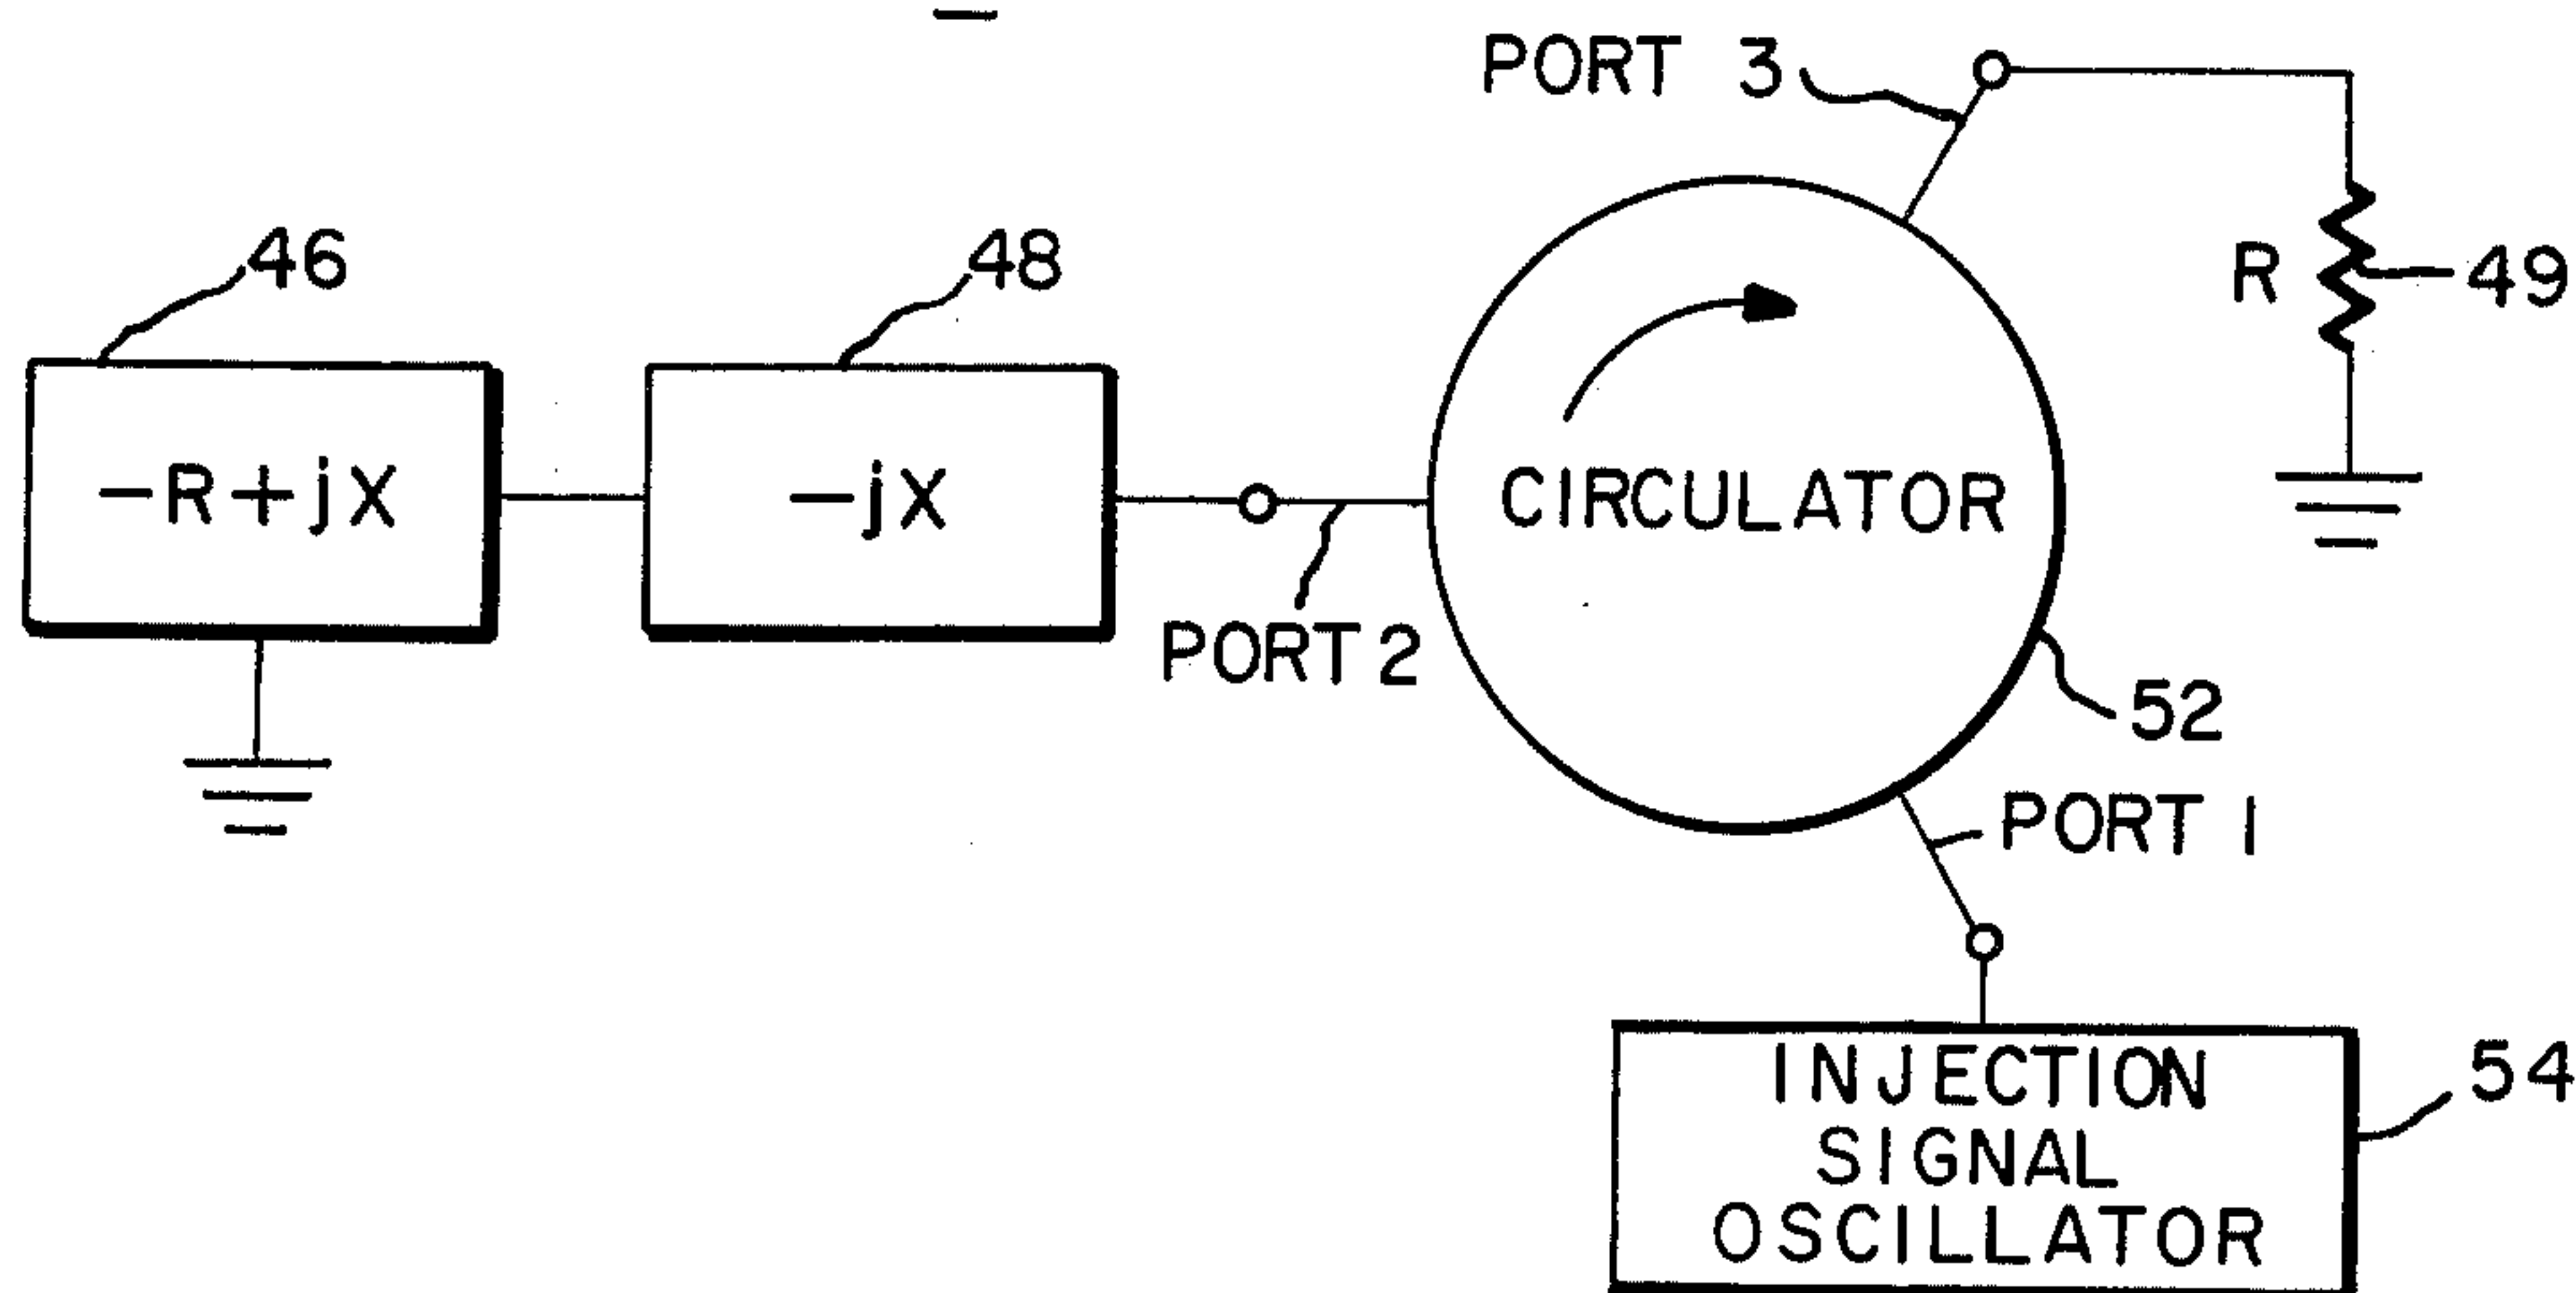 PORT 3
46
48
R
49
-R+jX
-jX
CIRCULATOR
PORT 2
52
PORT 1
INJECTION
SIGNAL
OSCILLATOR
54